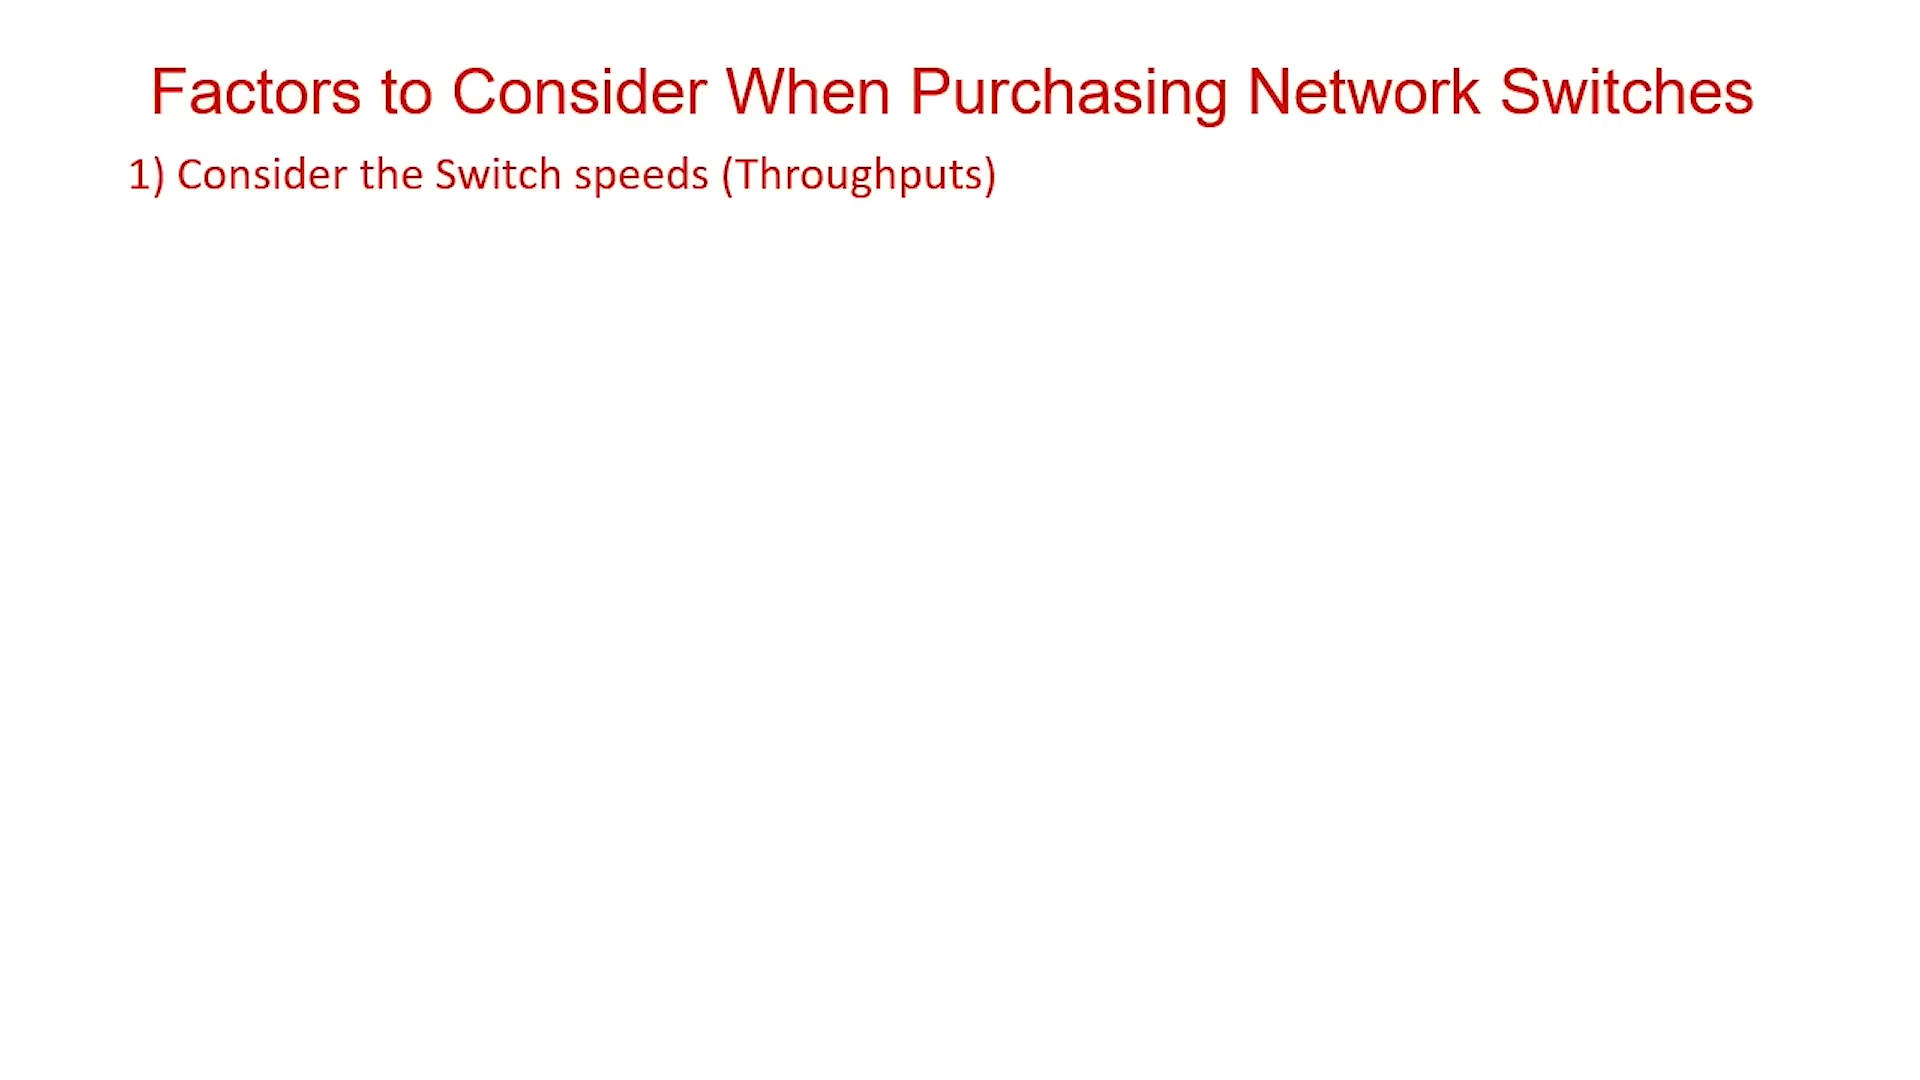 Factors to Consider When Purchasing Network Switches
1) Consider the Switch speeds (Throughputs)